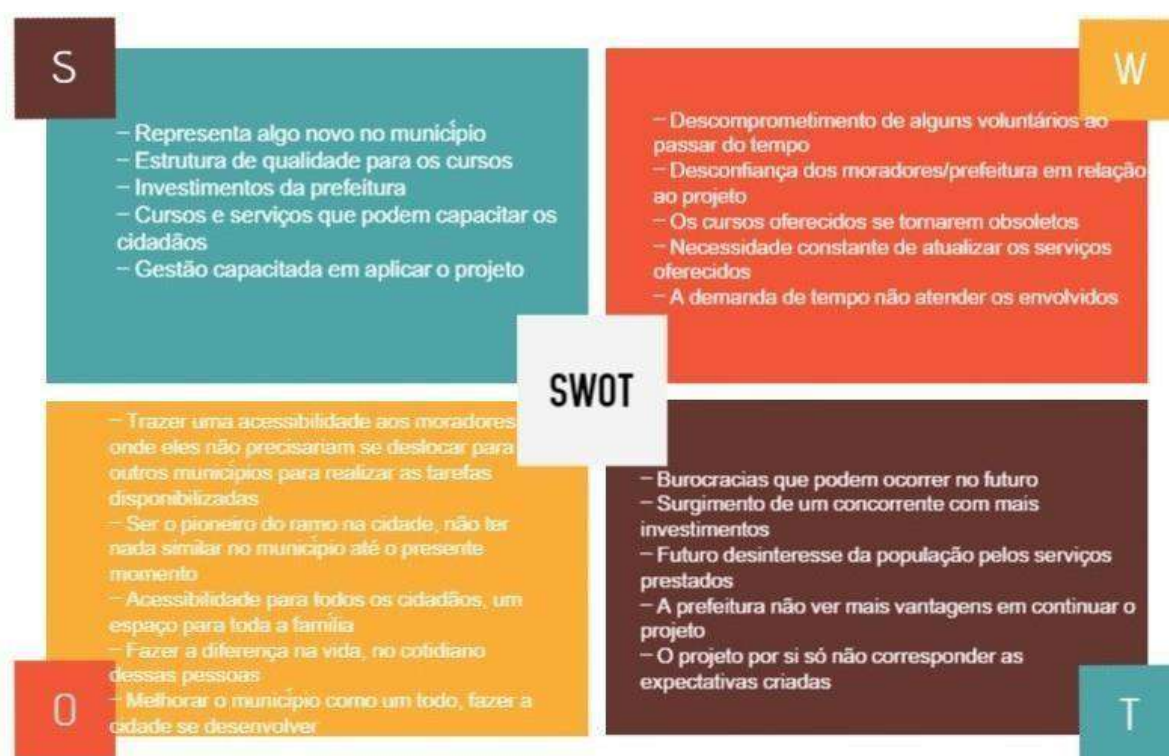 S
– Representa algo novo no município
– Estrutura de qualidade para os cursos
– Investimentos da prefeitura
– Cursos e serviços que podem capacitar os
cidadãos
– Gestão capacitada em aplicar o projeto
W
– Descomprometimento de alguns voluntários ao
passar do tempo
– Desconfiança dos moradores/prefeitura em relação
ao projeto
– Os cursos oferecidos se tornarem obsoletos
– Necessidade constante de atualizar os serviços
oferecidos
– A demanda de tempo não atender os envolvidos
SWOT
– Trazer uma acessibilidade aos moradores
onde eles não precisariam se deslocar para
outros municípios para realizar as tarefas
disponibilizadas
– Ser o pioneiro do ramo na cidade, não ter
nada similar no município até o presente
momento
– Acessibilidade para todos os cidadãos, um
espaço para toda a família
– Fazer a diferença na vida, no cotidiano
dessas pessoas
– Melhorar o município como um todo, fazer a
cidade se desenvolver
O
– Burocracias que podem ocorrer no futuro
– Surgimento de um concorrente com mais
investimentos
– Futuro desinteresse da população pelos serviços
prestados
– A prefeitura não ver mais vantagens em continuar o
projeto
– O projeto por si só não corresponder as
expectativas criadas
T